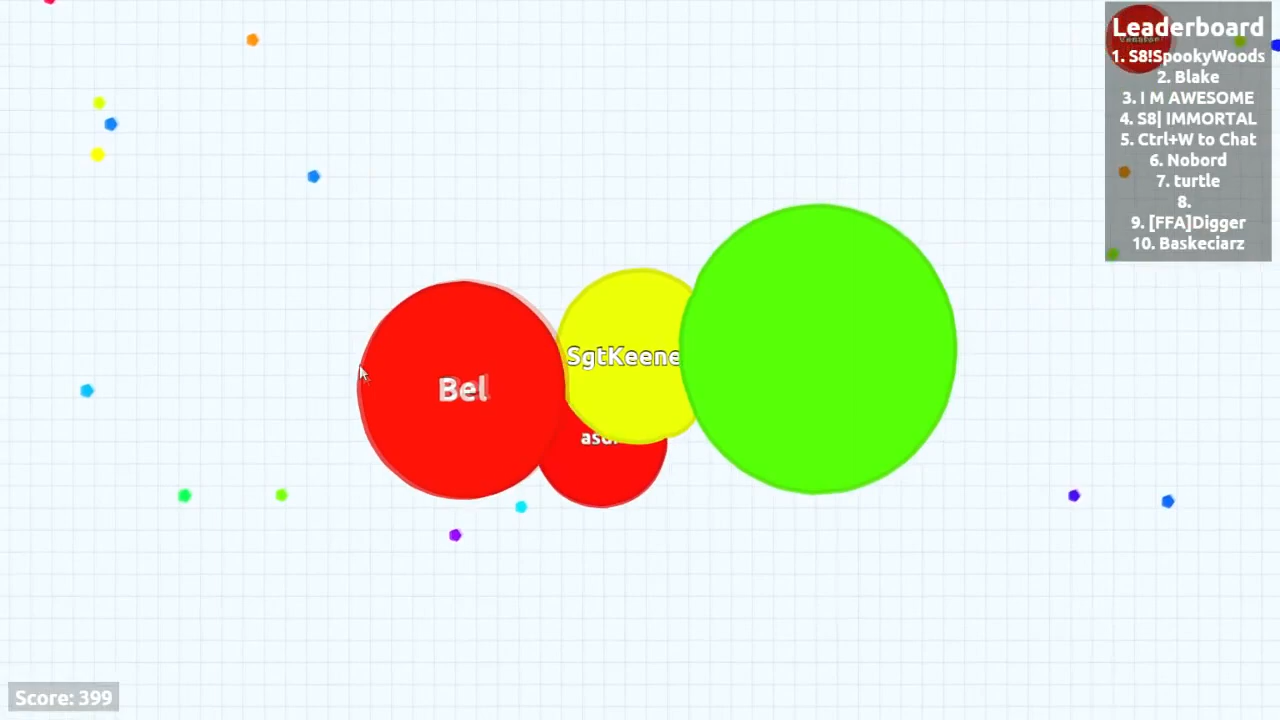 Leaderboard
1. S8!SpookyWoods
2. Blake
3. I M AWESOME
4. S8| IMMORTAL
5. Ctrl+W to Chat
6. Nobord
7. turtle
8.
9. [FFA]Digger
10. Baskeciarz
SgtKeene
Bel
Score: 399